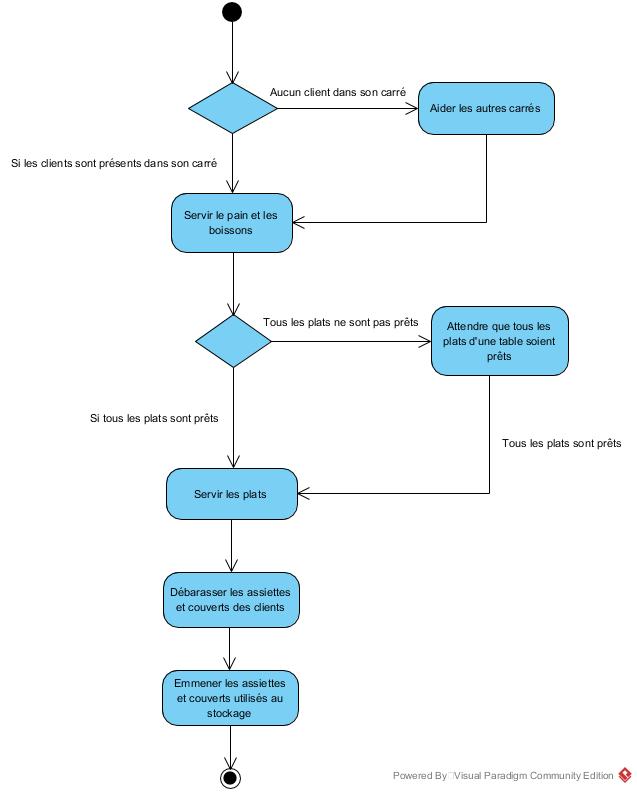 Aucun client dans son carré
Aider les autres carrés
Si les clients sont présents dans son carré
Servir le pain et les
boissons
Tous les plats ne sont pas prêts
Attendre que tous les
plats d'une table soient
prêts
Si tous les plats sont prêts
Tous les plats sont prêts
Servir les plats
Débarasser les assiettes
et couverts des clients
Emmener les assiettes
et couverts utilisés au
stockage
Powered By Visual Paradigm Community Edition